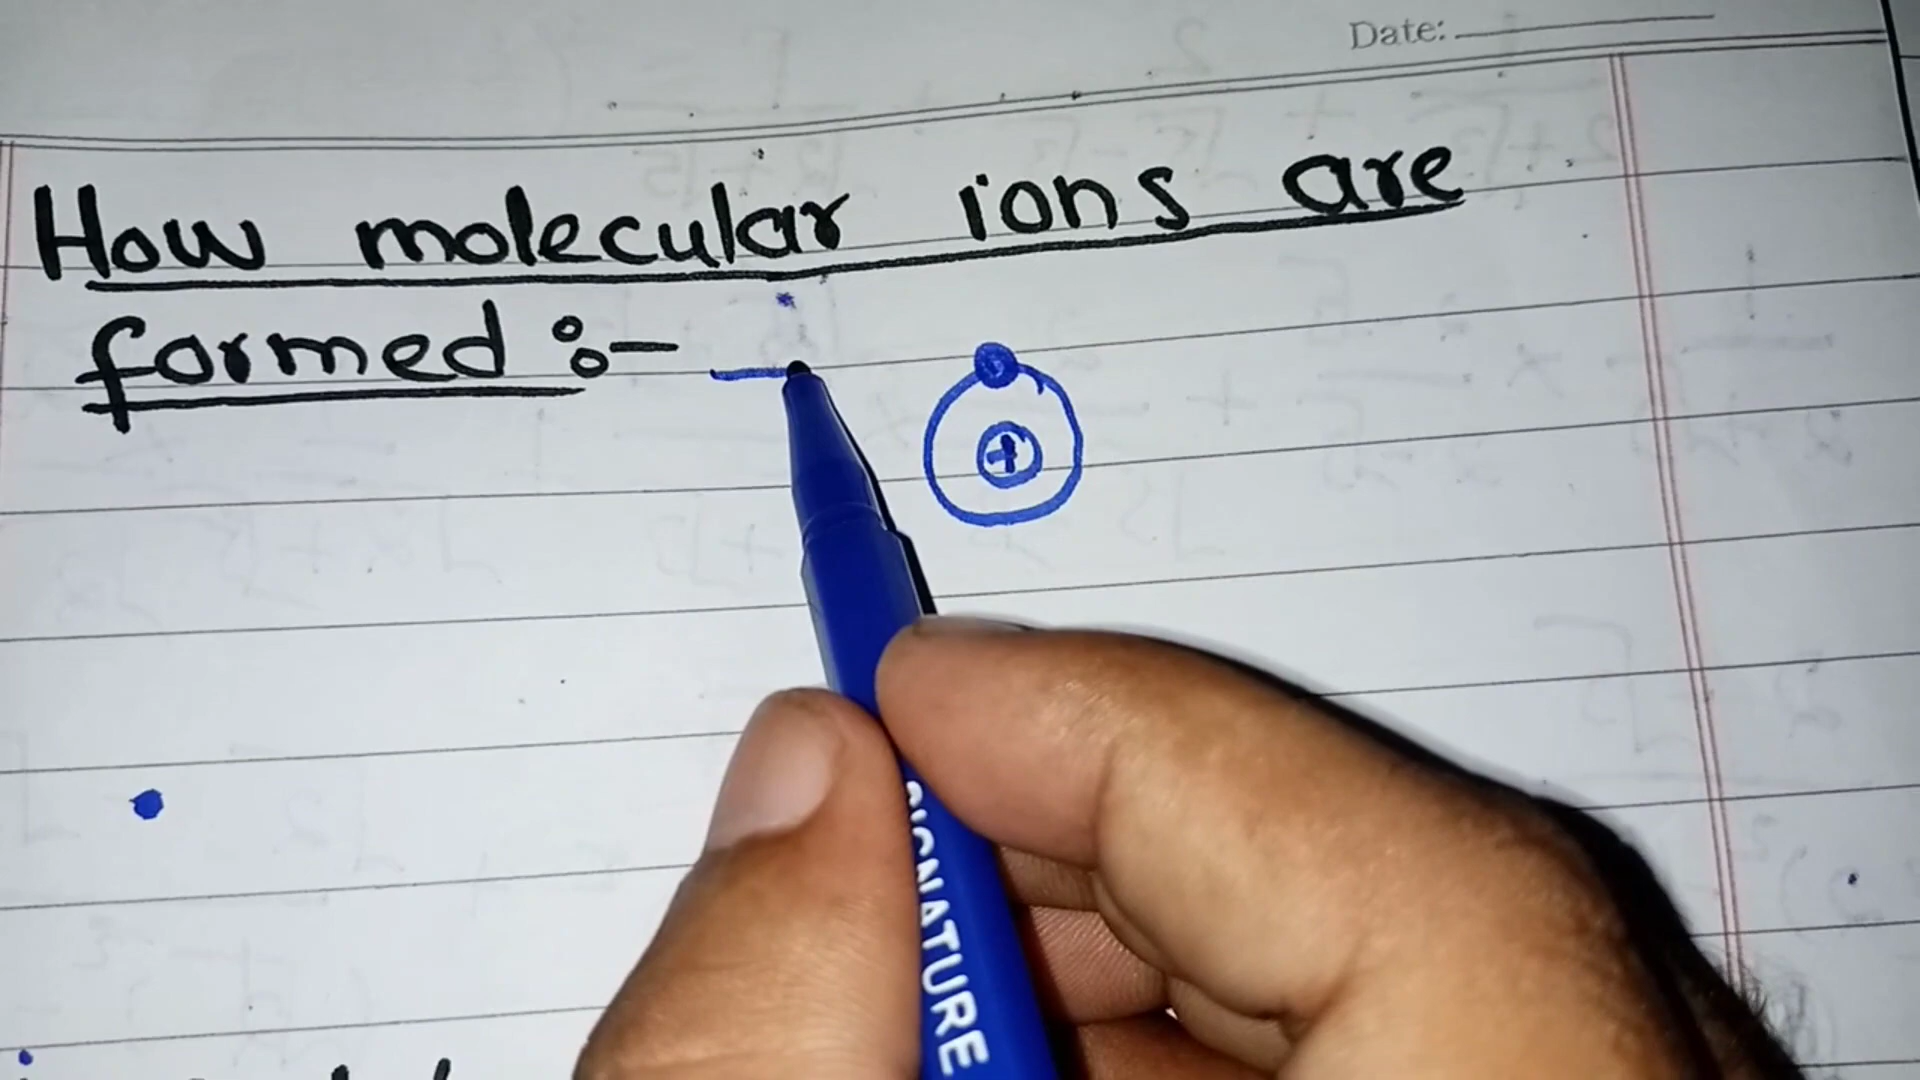 Date:
How molecular ions are
formed :-
+
SIGNATURE